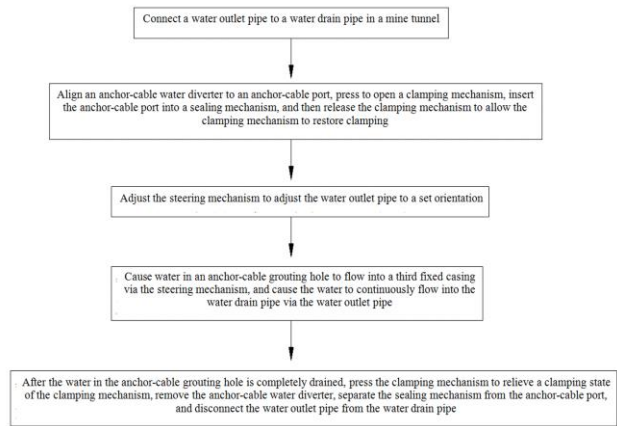 Connect a water outlet pipe to a water drain pipe in a mine tunnel
Align an anchor-cable water diverter to an anchor-cable port, press to open a clamping mechanism, insert
the anchor-cable port into a sealing mechanism, and then release the clamping mechanism to allow the
clamping mechanism to restore clamping
Adjust the steering mechanism to adjust the water outlet pipe to a set orientation
Cause water in an anchor-cable grouting hole to flow into a third fixed casing
via the steering mechanism, and cause the water to continuously flow into the
water drain pipe via the water outlet pipe
After the water in the anchor-cable grouting hole is completely drained, press the clamping mechanism to relieve a clamping state
of the clamping mechanism, remove the anchor-cable water diverter, separate the sealing mechanism from the anchor-cable port,
and disconnect the water outlet pipe from the water drain pipe